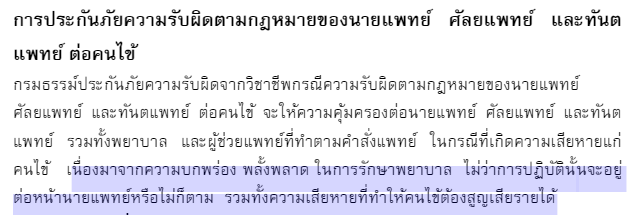 การประกันภัยความรับผิดตามกฎหมายของนายแพทย์ ศัลยแพทย์ และทันต
แพทย์ ต่อคนไข้
กรมธรรม์ประกันภัยความรับผิดจากวิชาชีพกรณีความรับผิดตามกฎหมายของนายแพทย์
ศัลยแพทย์ และทันตแพทย์ ต่อคนไข้ จะให้ความคุ้มครองต่อนายแพทย์ ศัลยแพทย์ และทันต
แพทย์ รวมทั้งพยาบาล และผู้ช่วยแพทย์ที่ทำตามคำสั่งแพทย์ ในกรณีที่เกิดความเสียหายแก่
คนไข้ เนื่องมาจากความบกพร่อง พลั้งพลาด ในการรักษาพยาบาล ไม่ว่าการปฏิบัตินั้นจะอยู่
ต่อหน้านายแพทย์หรือไม่ก็ตาม รวมทั้งความเสียหายที่ทำให้คนไข้ต้องสูญเสียรายได้